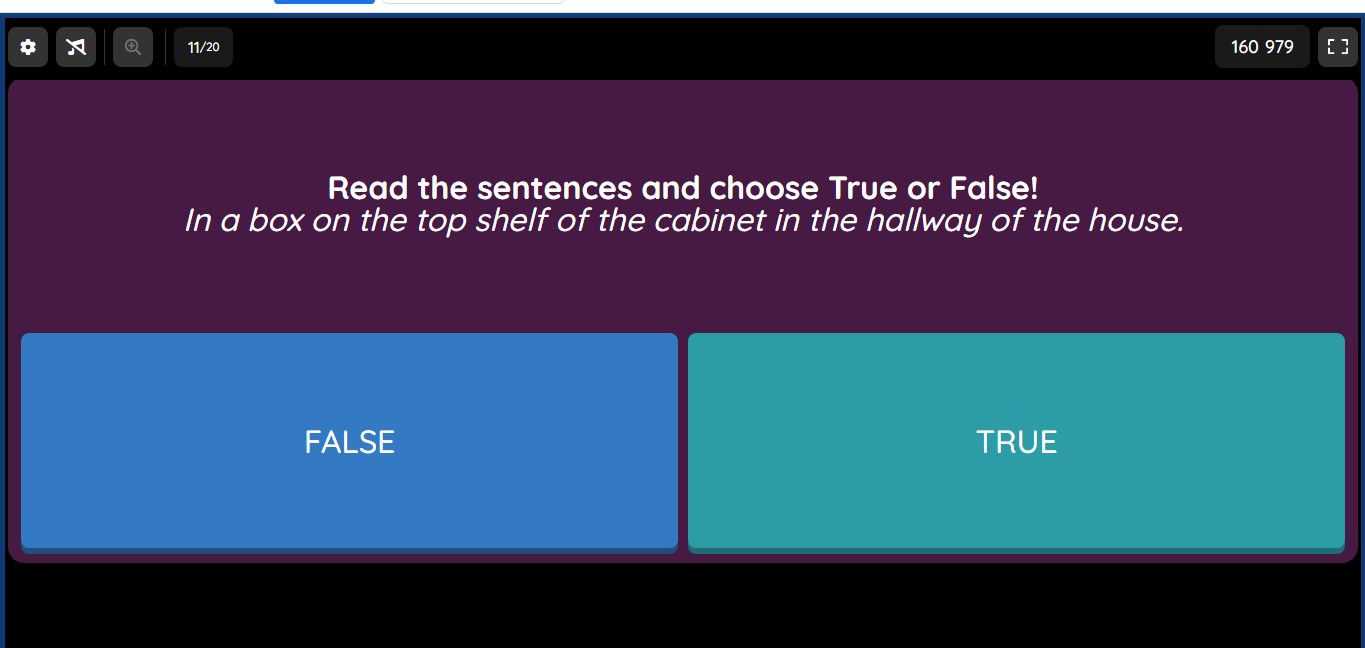 11/20
160 979
Read the sentences and choose True or False!
In a box on the top shelf of the cabinet in the hallway of the house.
FALSE
TRUE